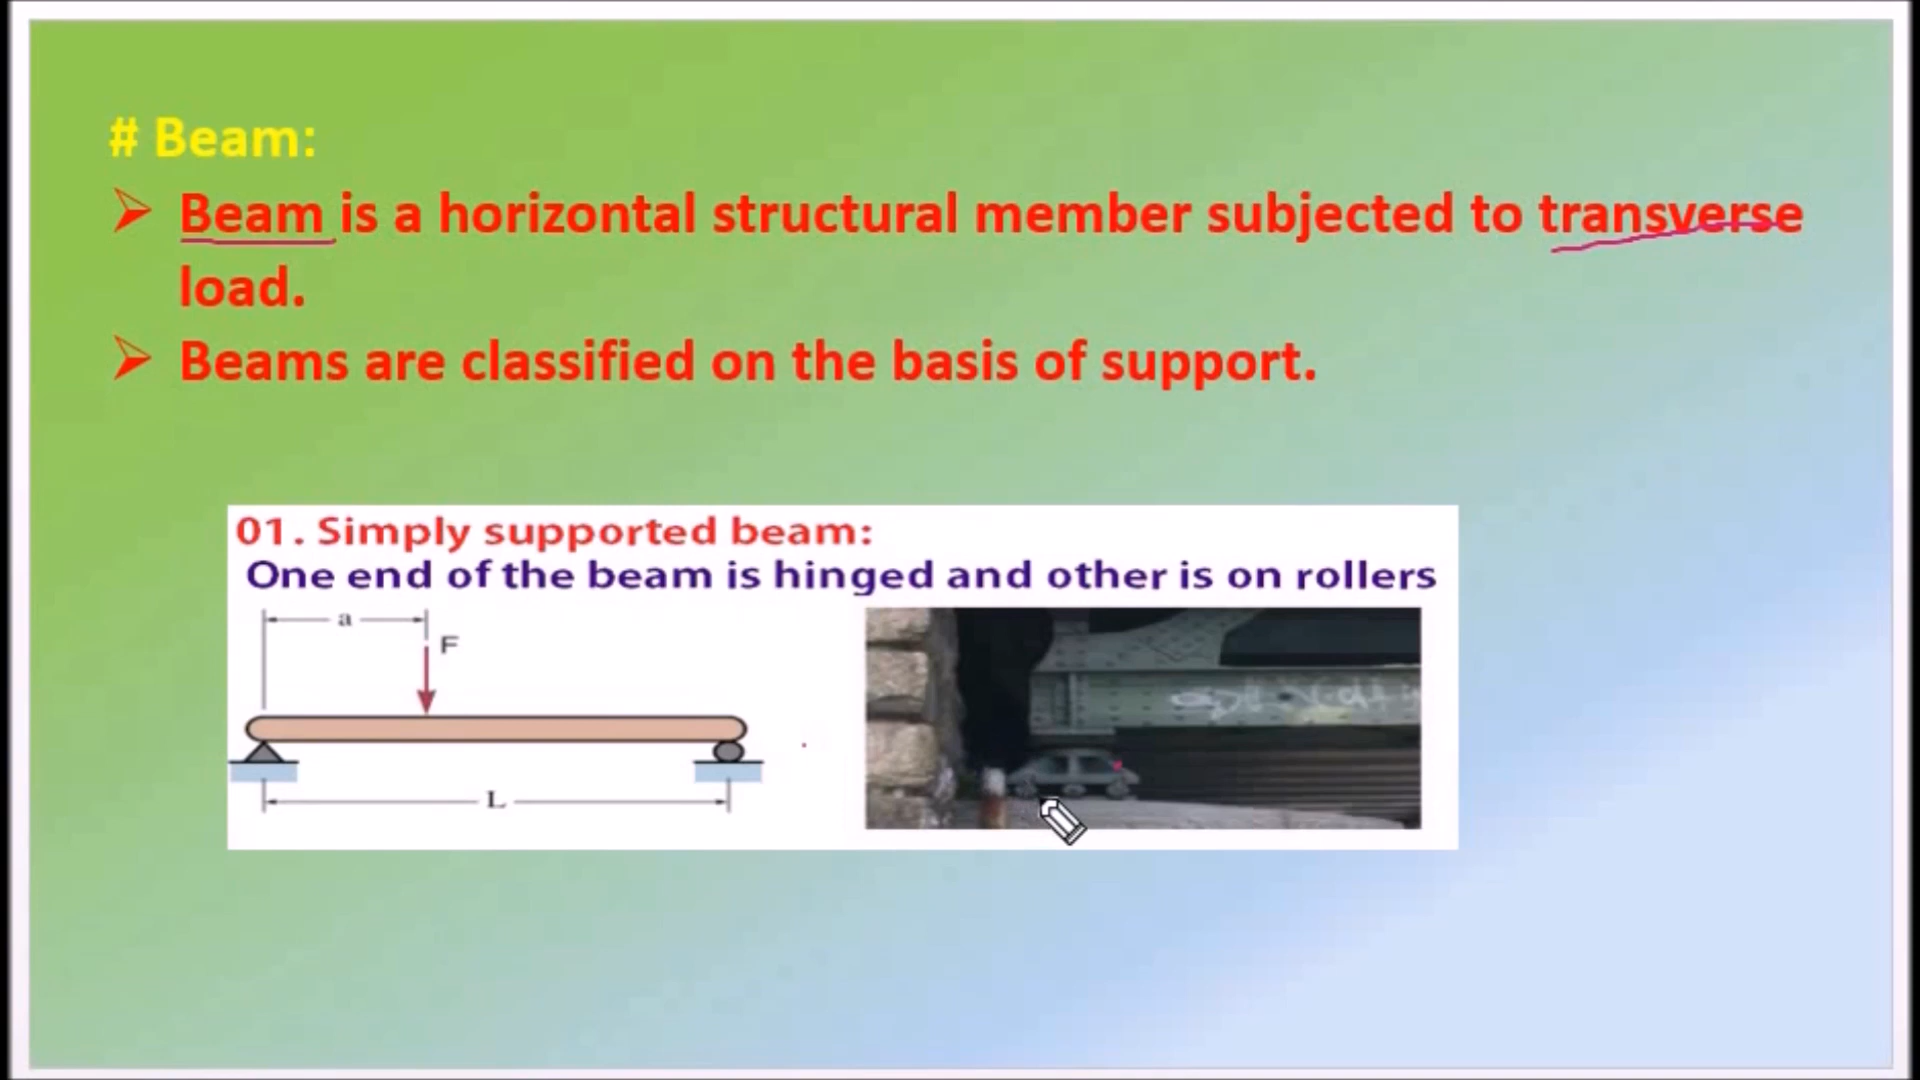 # Beam:
➢ Beam is a horizontal structural member subjected to transverse
load.
➢ Beams are classified on the basis of support.
01. Simply supported beam:
One end of the beam is hinged and other is on rollers
a
F
L